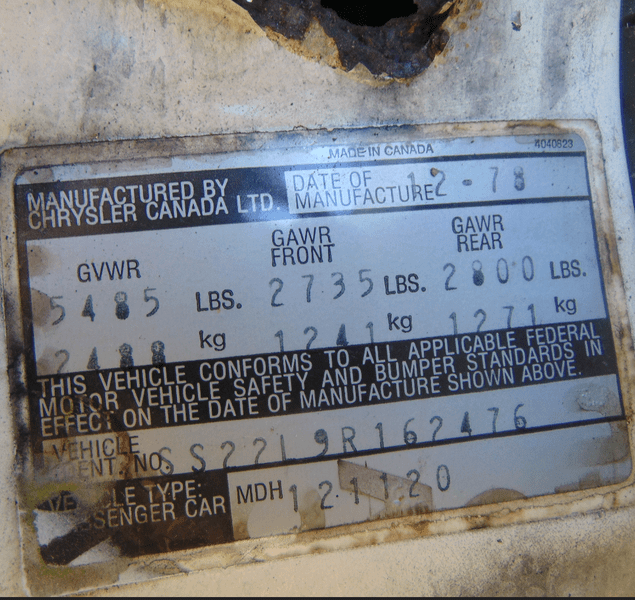 MADE IN CANADA 4040823
MANUFACTURED BY
CHRYSLER CANADA LTD.
DATE OF
MANUFACTURE 12-78
GVWR
GAWR
FRONT
GAWR
REAR
5485 LBS. 2735 LBS. 2800 LBS.
2488 kg 1241 kg 1271 kg
THIS VEHICLE CONFORMS TO ALL APPLICABLE FEDERAL
MOTOR VEHICLE SAFETY AND BUMPER STANDARDS IN
EFFECT ON THE DATE OF MANUFACTURE SHOWN ABOVE.
VEHICLE
IDENT. NO. SS22L9R162476
VEHICLE TYPE:
PASSENGER CAR
MDH 121120